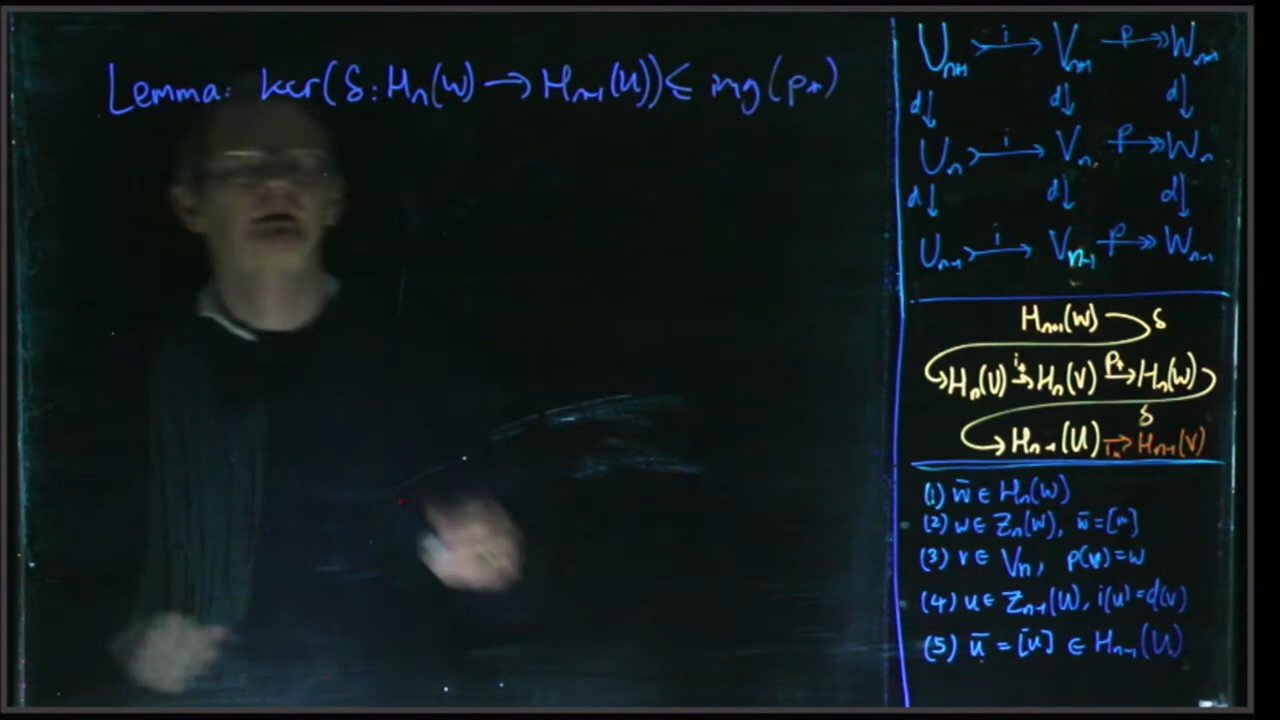 Lemma: ker(δ: Hₙ(W) → Hₙ₋₁(U)) ≤ img(p⁎)
Uₙ₊₁ ↣ i → Vₙ₊₁ p ↠ Wₙ₊₁
d↓ d↓ d↓
Uₙ ↣ i → Vₙ p ↠ Wₙ
d↓ d↓ d↓
Uₙ₋₁ ↣ i → Vₙ₋₁ p ↠ Wₙ₋₁
Hₙ₊₁(W) δ
Hₙ(U) i⁎ → Hₙ(V) p⁎ → Hₙ(W)
δ
Hₙ₋₁(U) → i⁎ Hₙ₋₁(V)
(1) w̄ ∈ Hₙ(W)
(2) w ∈ Zₙ(W), w̄ = [w]
(3) v ∈ Vₙ, p(v) = w
(4) u ∈ Zₙ₋₁(U), i(u) = d(v)
(5) ū = [u] ∈ Hₙ₋₁(U)